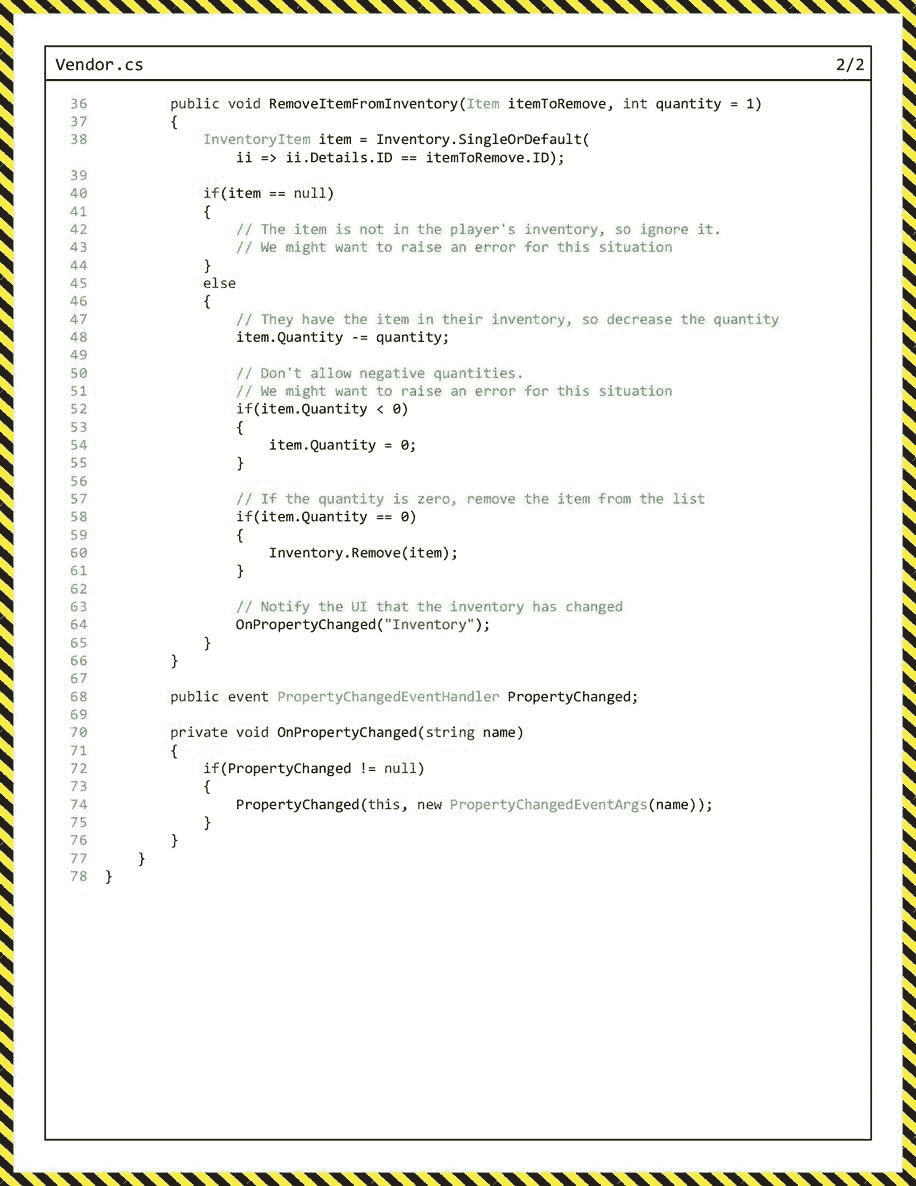 Vendor.cs 2/2
36 public void RemoveItemFromInventory(Item itemToRemove, int quantity = 1)
37 {
38 InventoryItem item = Inventory.SingleOrDefault(
ii => ii.Details.ID == itemToRemove.ID);
39
40 if(item == null)
41 {
42 // The item is not in the player's inventory, so ignore it.
43 // We might want to raise an error for this situation
44 }
45 else
46 {
47 // They have the item in their inventory, so decrease the quantity
48 item.Quantity -= quantity;
49
50 // Don't allow negative quantities.
51 // We might want to raise an error for this situation
52 if(item.Quantity < 0)
53 {
54 item.Quantity = 0;
55 }
56
57 // If the quantity is zero, remove the item from the list
58 if(item.Quantity == 0)
59 {
60 Inventory.Remove(item);
61 }
62
63 // Notify the UI that the inventory has changed
64 OnPropertyChanged("Inventory");
65 }
66 }
67
68 public event PropertyChangedEventHandler PropertyChanged;
69
70 private void OnPropertyChanged(string name)
71 {
72 if(PropertyChanged != null)
73 {
74 PropertyChanged(this, new PropertyChangedEventArgs(name));
75 }
76 }
77 }
78 }